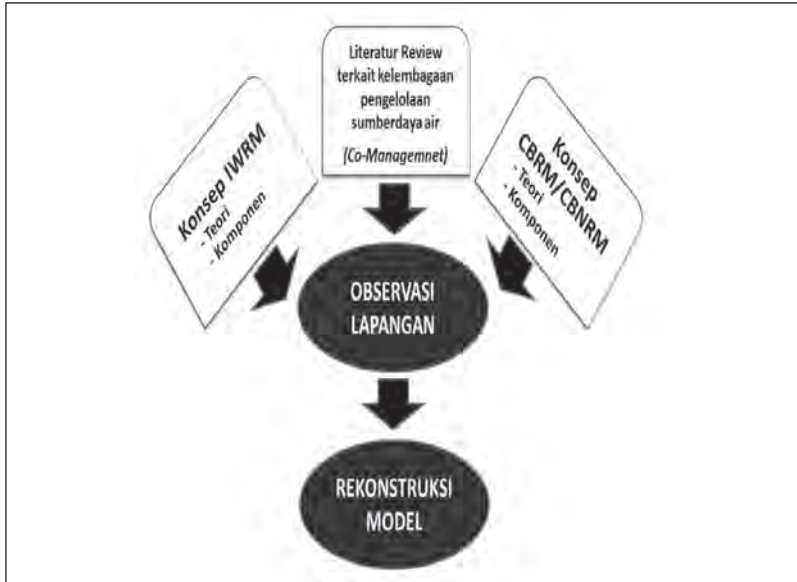 Literatur Review
terkait kelembagaan
pengelolaan
sumberdaya air
(Co-Managemnet)
Konsep IWRM
- Teori
- Komponen
Konsep
CBRM/CBNRM
- Teori
- Komponen
OBSERVASI
LAPANGAN
REKONSTRUKSI
MODEL